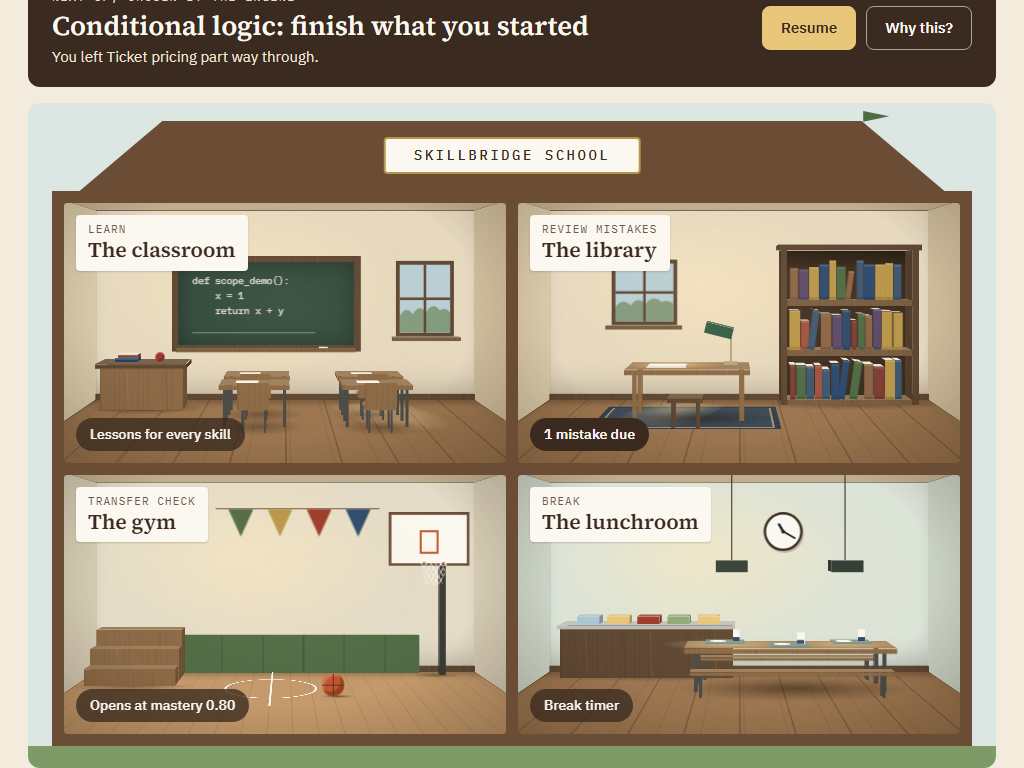 Conditional logic: finish what you started
You left Ticket pricing part way through.
Resume
Why this?
SKILLBRIDGE SCHOOL
LEARN
The classroom
def scope_demo():
x = 1
return x + y
Lessons for every skill
REVIEW MISTAKES
The library
1 mistake due
TRANSFER CHECK
The gym
Opens at mastery 0.80
BREAK
The lunchroom
Break timer